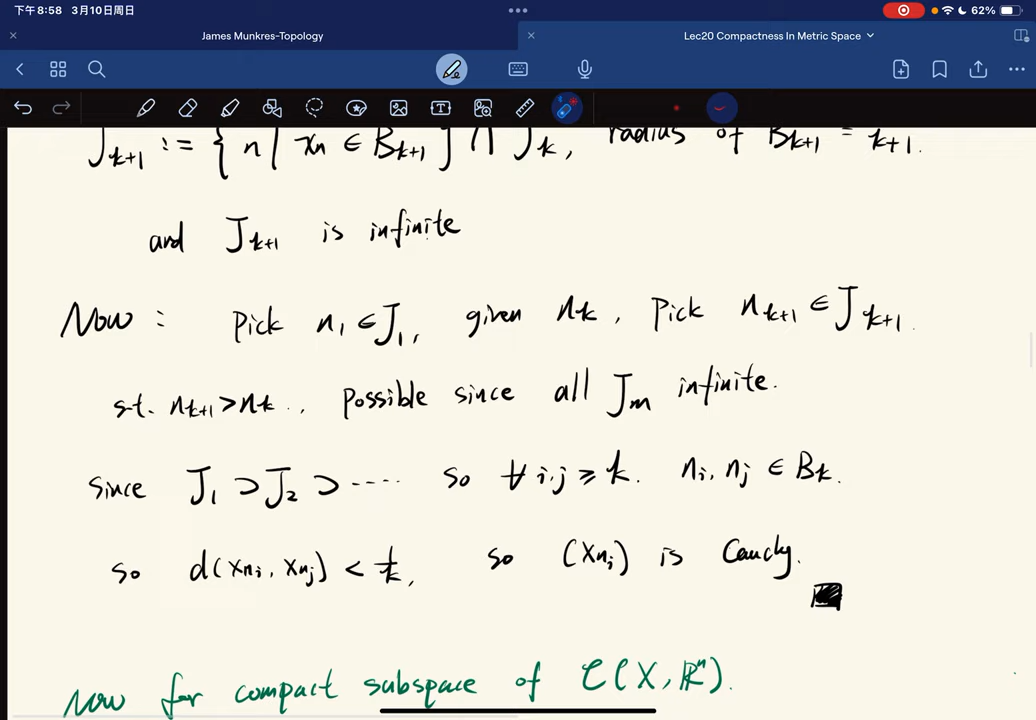 下午8:58 3月10日周日
62%
James Munkres-Topology
Lec20 Compactness In Metric Space
J_{k+1} := { n | x_n ∈ B_{k+1} } ∩ J_k, radius of B_{k+1} = k+1.
and J_{k+1} is infinite
Now : pick n_1 ∈ J_1, given n_k, pick n_{k+1} ∈ J_{k+1}.
st. n_{k+1} > n_k .. possible since all J_m infinite.
since J_1 ⊃ J_2 ⊃ ---- so ∀ i.j ≥ k. n_i, n_j ∈ B_k.
so d(x_{n_i}, x_{n_j}) < 1/k, so (x_{n_i}) is Cauchy.
Now for compact subspace of C(X, ℝ^n).